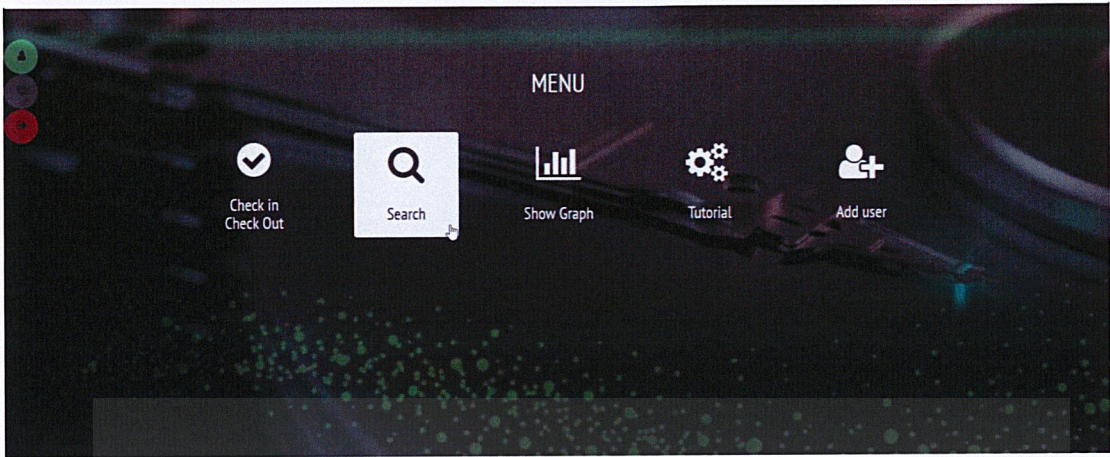 MENU
Check in
Check Out
Search
Show Graph
Tutorial
Add user